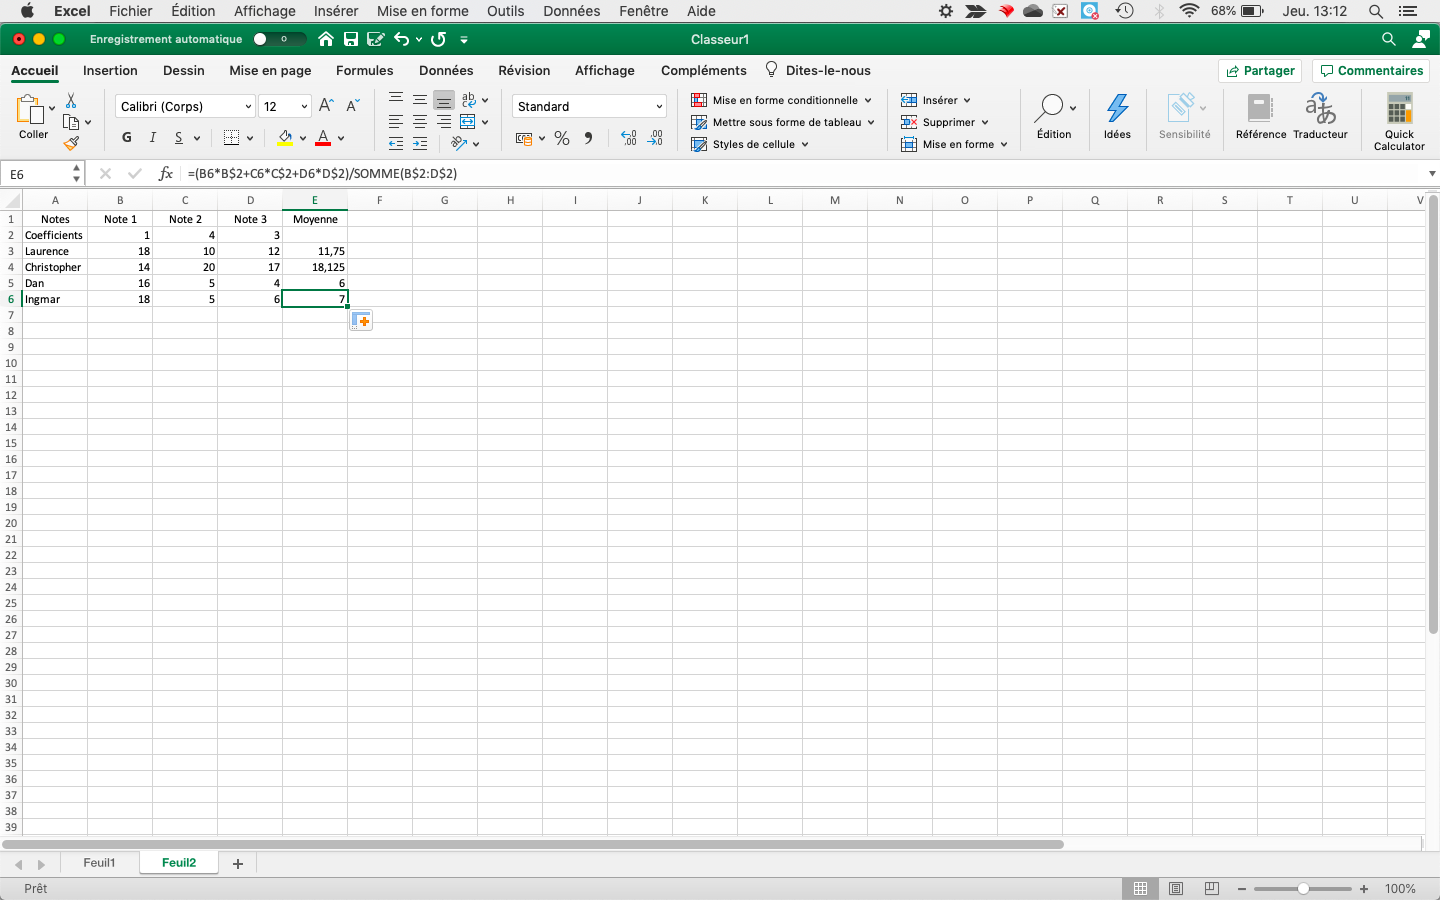 Excel Fichier Édition Affichage Insérer Mise en forme Outils Données Fenêtre Aide 68% Jeu. 13:12
Enregistrement automatique Classeur1
Accueil Insertion Dessin Mise en page Formules Données Révision Affichage Compléments Dites-le-nous Partager Commentaires
Coller Calibri (Corps) 12 A A ab Standard Mise en forme conditionnelle Insérer
G I S A % Mettre sous forme de tableau Supprimer
Styles de cellule Mise en forme
Édition Idées Sensibilité Référence Traducteur Quick Calculator
E6 fx =(B6*B$2+C6*C$2+D6*D$2)/SOMME(B$2:D$2)
A B C D E F G H I J K L M N O P Q R S T U V
1 Notes Note 1 Note 2 Note 3 Moyenne
2 Coefficients 1 4 3
3 Laurence 18 10 12 11,75
4 Christopher 14 20 17 18,125
5 Dan 16 5 4 6
6 Ingmar 18 5 6 7
7
8
9
10
11
12
13
14
15
16
17
18
19
20
21
22
23
24
25
26
27
28
29
30
31
32
33
34
35
36
37
38
39
Feuil1 Feuil2 +
Prêt 100%